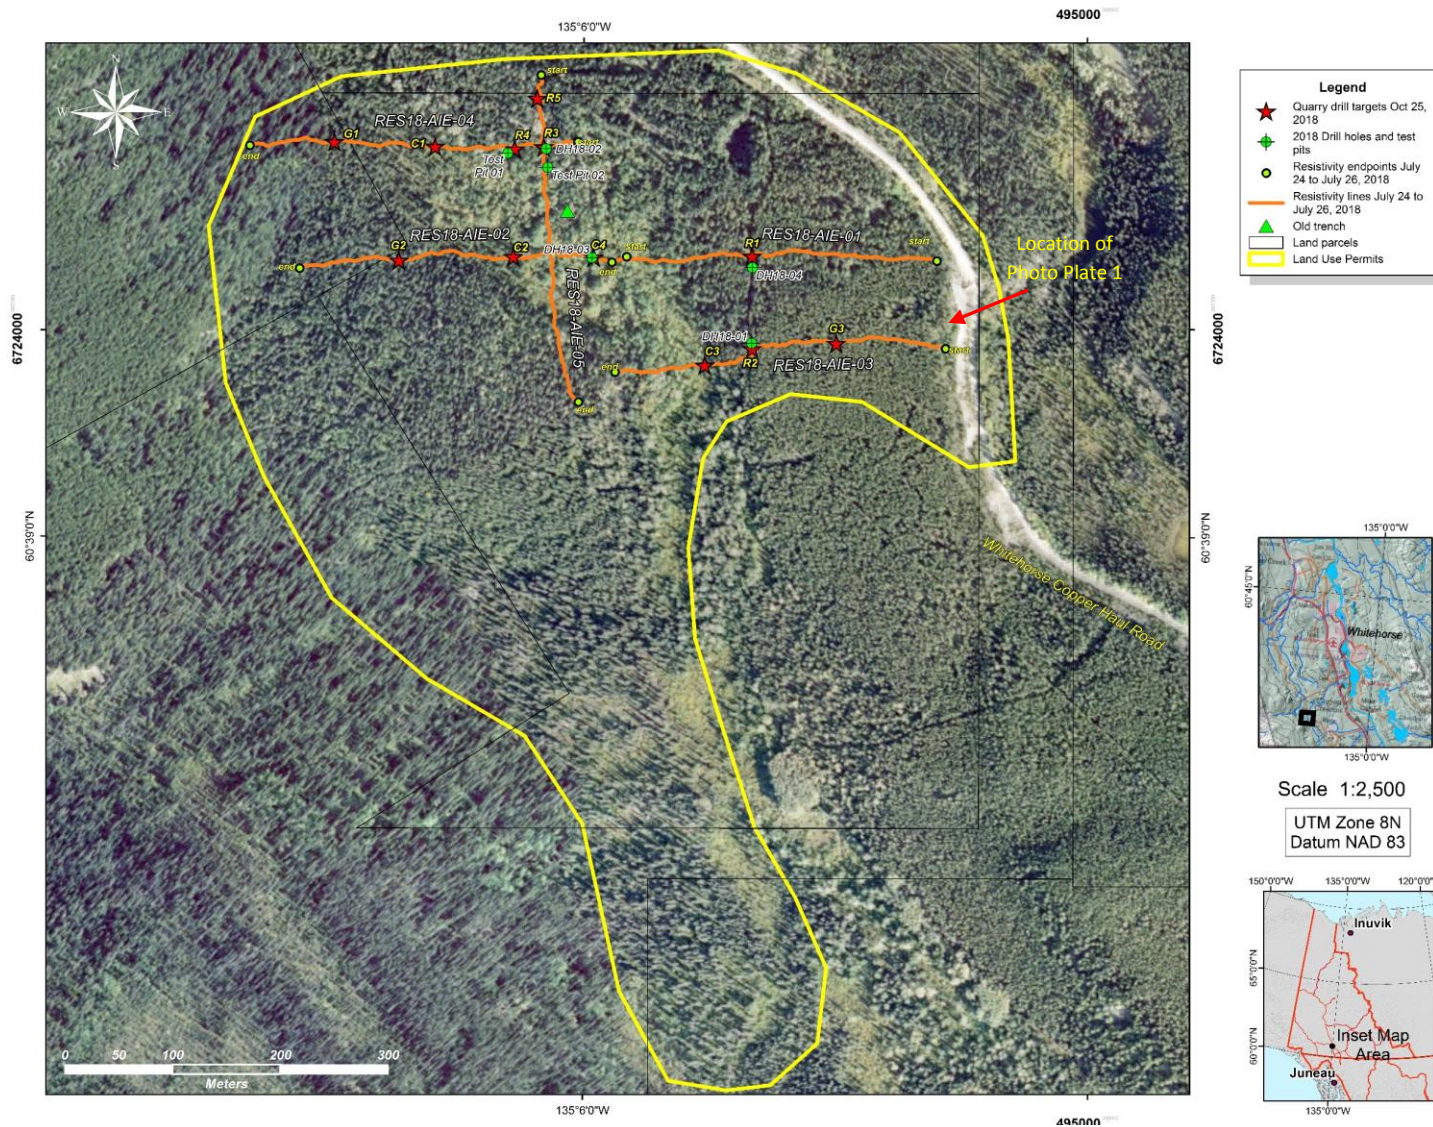 495000
135°6'0"W
N
W
E
S
start
R5
G1
RES18-AIE-04
C1
R4
R3
start
end
DH18-02
Test
Pit 01
Test Pit 02
G2
RES18-AIE-02
C2
DH18-03
C4
start
R1
RES18-AIE-01
start
end
end
DH18-04
RES18-AIE-05
Location of
Photo Plate 1
DH18-01
G3
end
C3
R2
RES18-AIE-03
start
end
6724000
6724000
60°39'0"N
60°39'0"N
Whitehorse Copper Haul Road
0 50 100 200 300
Meters
135°6'0"W
495000
Legend
Quarry drill targets Oct 25,
2018
2018 Drill holes and test
pits
Resistivity endpoints July
24 to July 26, 2018
Resistivity lines July 24 to
July 26, 2018
Old trench
Land parcels
Land Use Permits
135°0'0"W
60°45'0"N
Whitehorse
135°0'0"W
Scale 1:2,500
UTM Zone 8N
Datum NAD 83
150°0'0"W
135°0'0"W
120°0'0"W
Inuvik
65°0'0"N
60°0'0"N
Inset Map
Area
Juneau
135°0'0"W